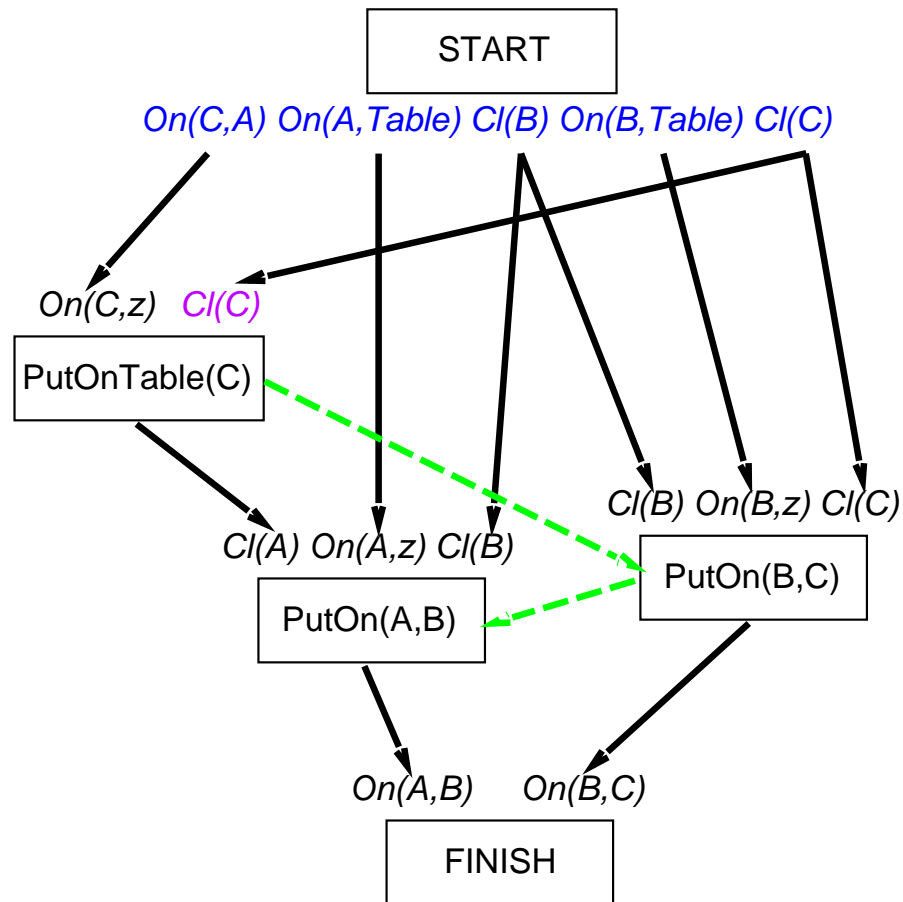 START
On(C,A) On(A,Table) Cl(B) On(B,Table) Cl(C)
On(C,z) Cl(C)
PutOnTable(C)
Cl(B) On(B,z) Cl(C)
Cl(A) On(A,z) Cl(B)
PutOn(B,C)
PutOn(A,B)
On(A,B) On(B,C)
FINISH